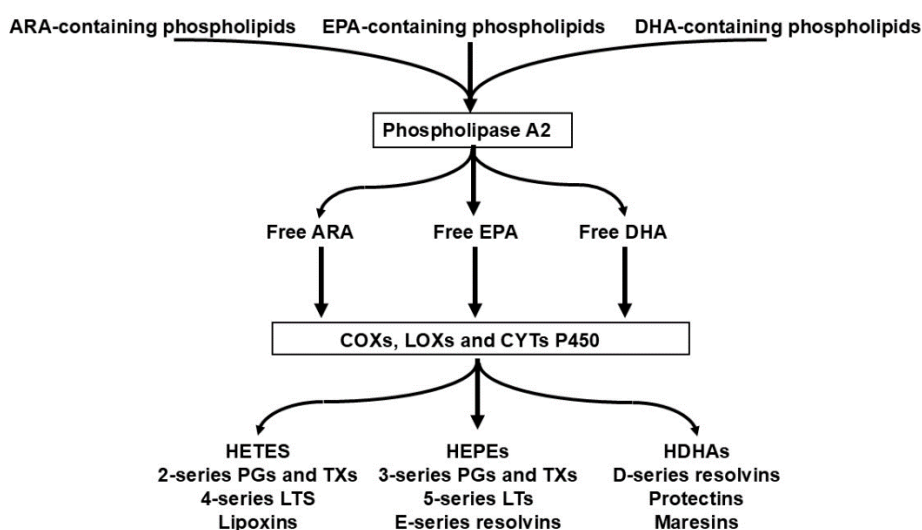 ARA-containing phospholipids EPA-containing phospholipids DHA-containing phospholipids
Phospholipase A2
Free ARA Free EPA Free DHA
COXs, LOXs and CYTs P450
HETES HEPEs HDHAs
2-series PGs and TXs 3-series PGs and TXs D-series resolvins
4-series LTS 5-series LTs Protectins
Lipoxins E-series resolvins Maresins